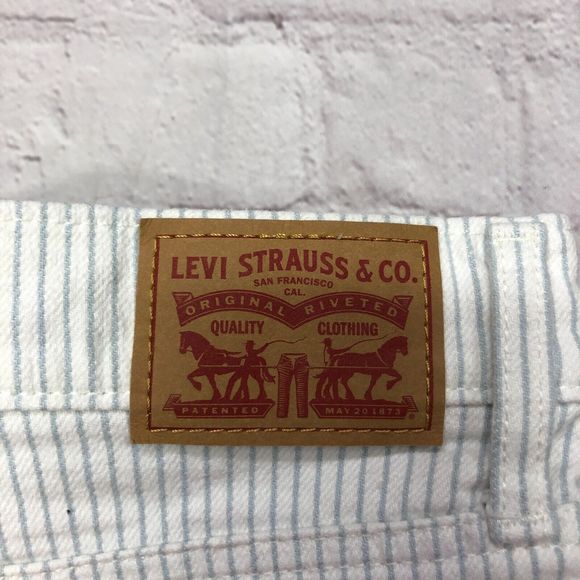 LEVI STRAUSS & CO.
SAN FRANCISCO
CAL.
ORIGINAL RIVETED
QUALITY CLOTHING
PATENTED MAY 20 1873 ®